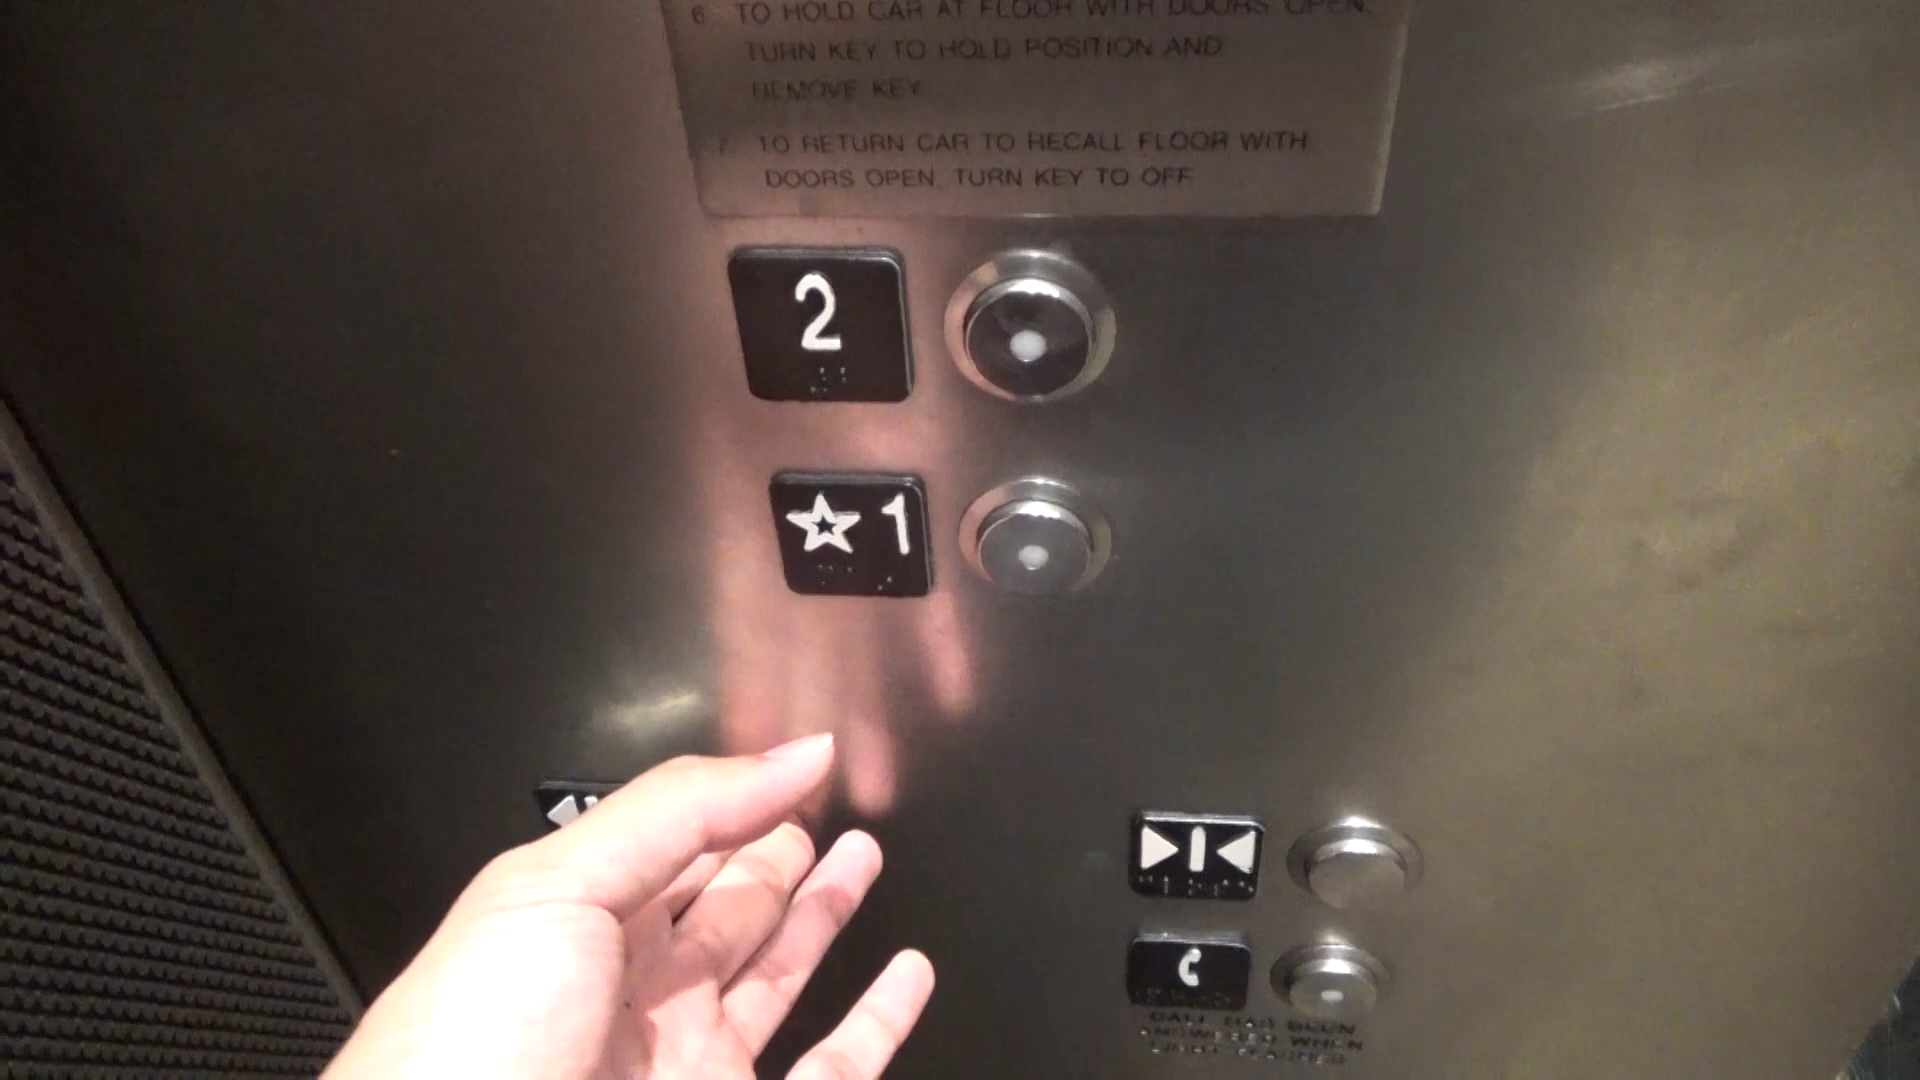 6 TO HOLD CAR AT FLOOR WITH DOORS OPEN,
TURN KEY TO HOLD POSITION AND
REMOVE KEY
7 TO RETURN CAR TO RECALL FLOOR WITH
DOORS OPEN, TURN KEY TO OFF
2
☆ 1
CALL HAS BEEN
ANSWERED WHEN
LIGHT FLASHES